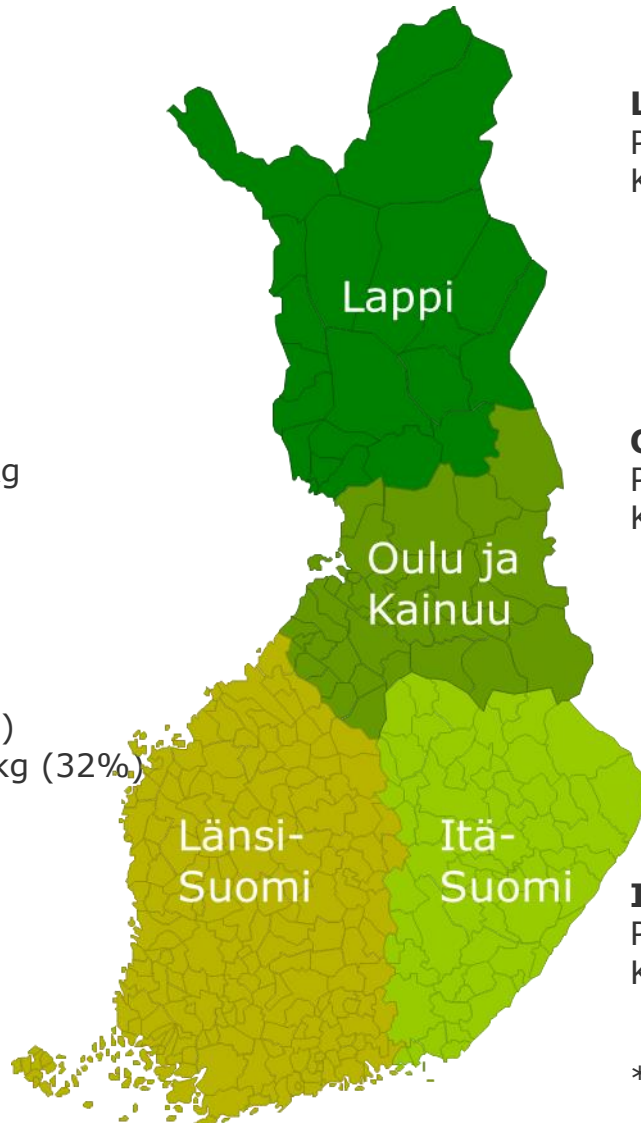 L
P
K
Lappi
g
O
P
K
Oulu ja
Kainuu
)
kg (32%)
Länsi-
Suomi
Itä-
Suomi
I
P
K
*